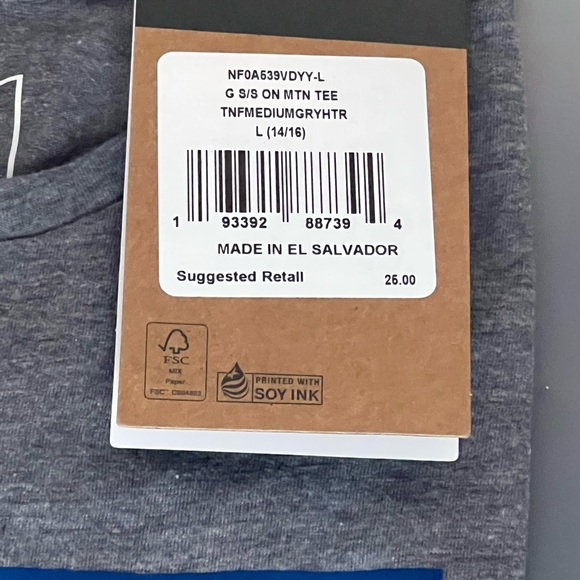 NF0A539VDYY-L
G S/S ON MTN TEE
TNFMEDIUMGRYHTR
L (14/16)
1 93392 88739 4
MADE IN EL SALVADOR
Suggested Retail 25.00
FSC
MIX
Paper
PRINTED WITH
SOY INK